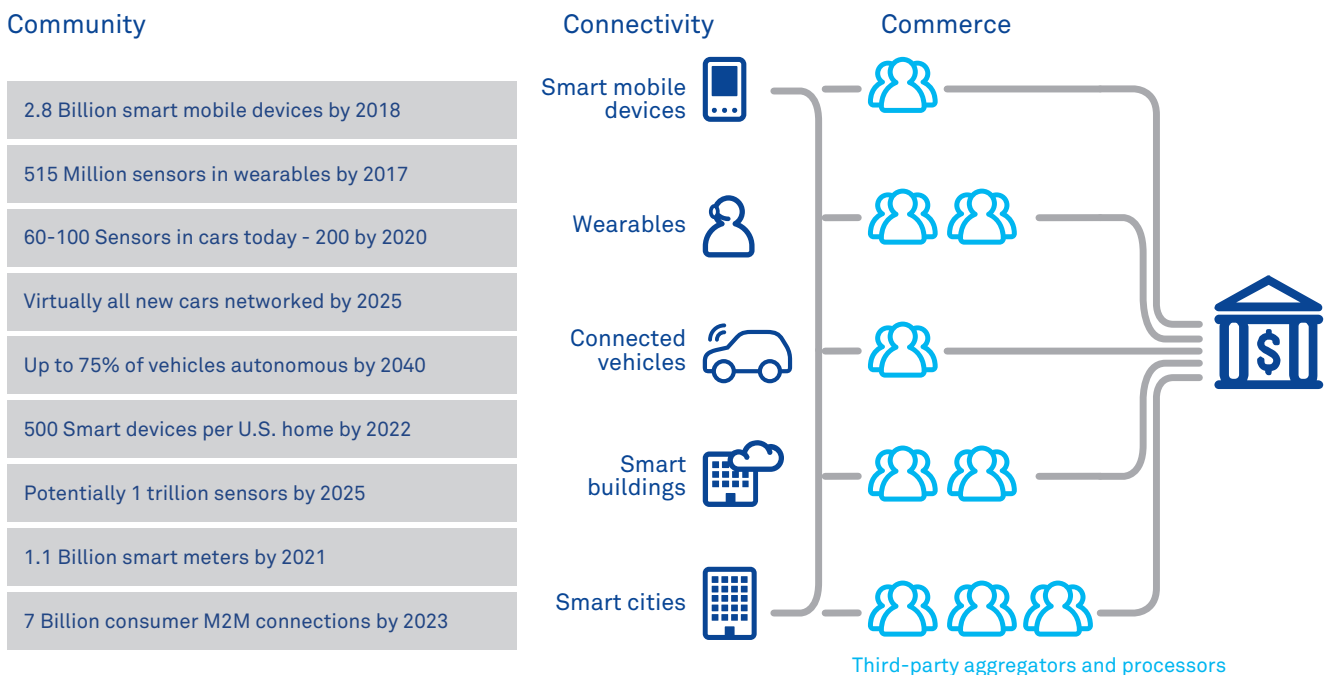 Community
2.8 Billion smart mobile devices by 2018
515 Million sensors in wearables by 2017
60-100 Sensors in cars today - 200 by 2020
Virtually all new cars networked by 2025
Up to 75% of vehicles autonomous by 2040
500 Smart devices per U.S. home by 2022
Potentially 1 trillion sensors by 2025
1.1 Billion smart meters by 2021
7 Billion consumer M2M connections by 2023
Connectivity
Smart mobile
devices
Wearables
Connected
vehicles
Smart
buildings
Smart cities
Commerce
$
Third-party aggregators and processors